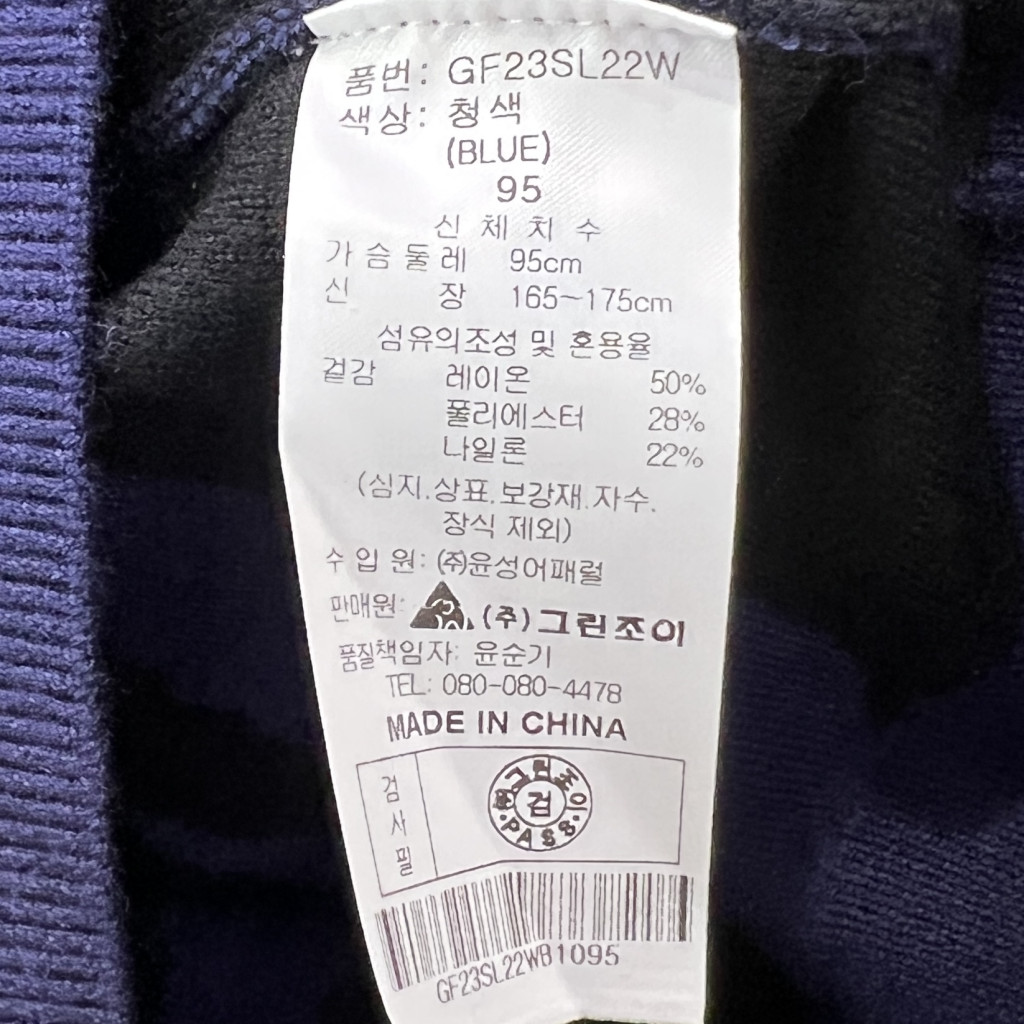 품번: GF23SL22W
색상: 청색
(BLUE)
95
신 체 치 수
가 슴 둘 레 95cm
신 장 165~175cm
섬유의조성 및 혼용율
겉감 레이온 50%
폴리에스터 28%
나일론 22%
(심지.상표.보강재.자수.
장식 제외)
수 입 원: ㈜윤성어패럴
판매원: (주)그린조이
품질책임자: 윤순기
TEL: 080-080-4478
MADE IN CHINA
검사필
㈜그린조이
검
·PASS·
GF23SL22WB1095